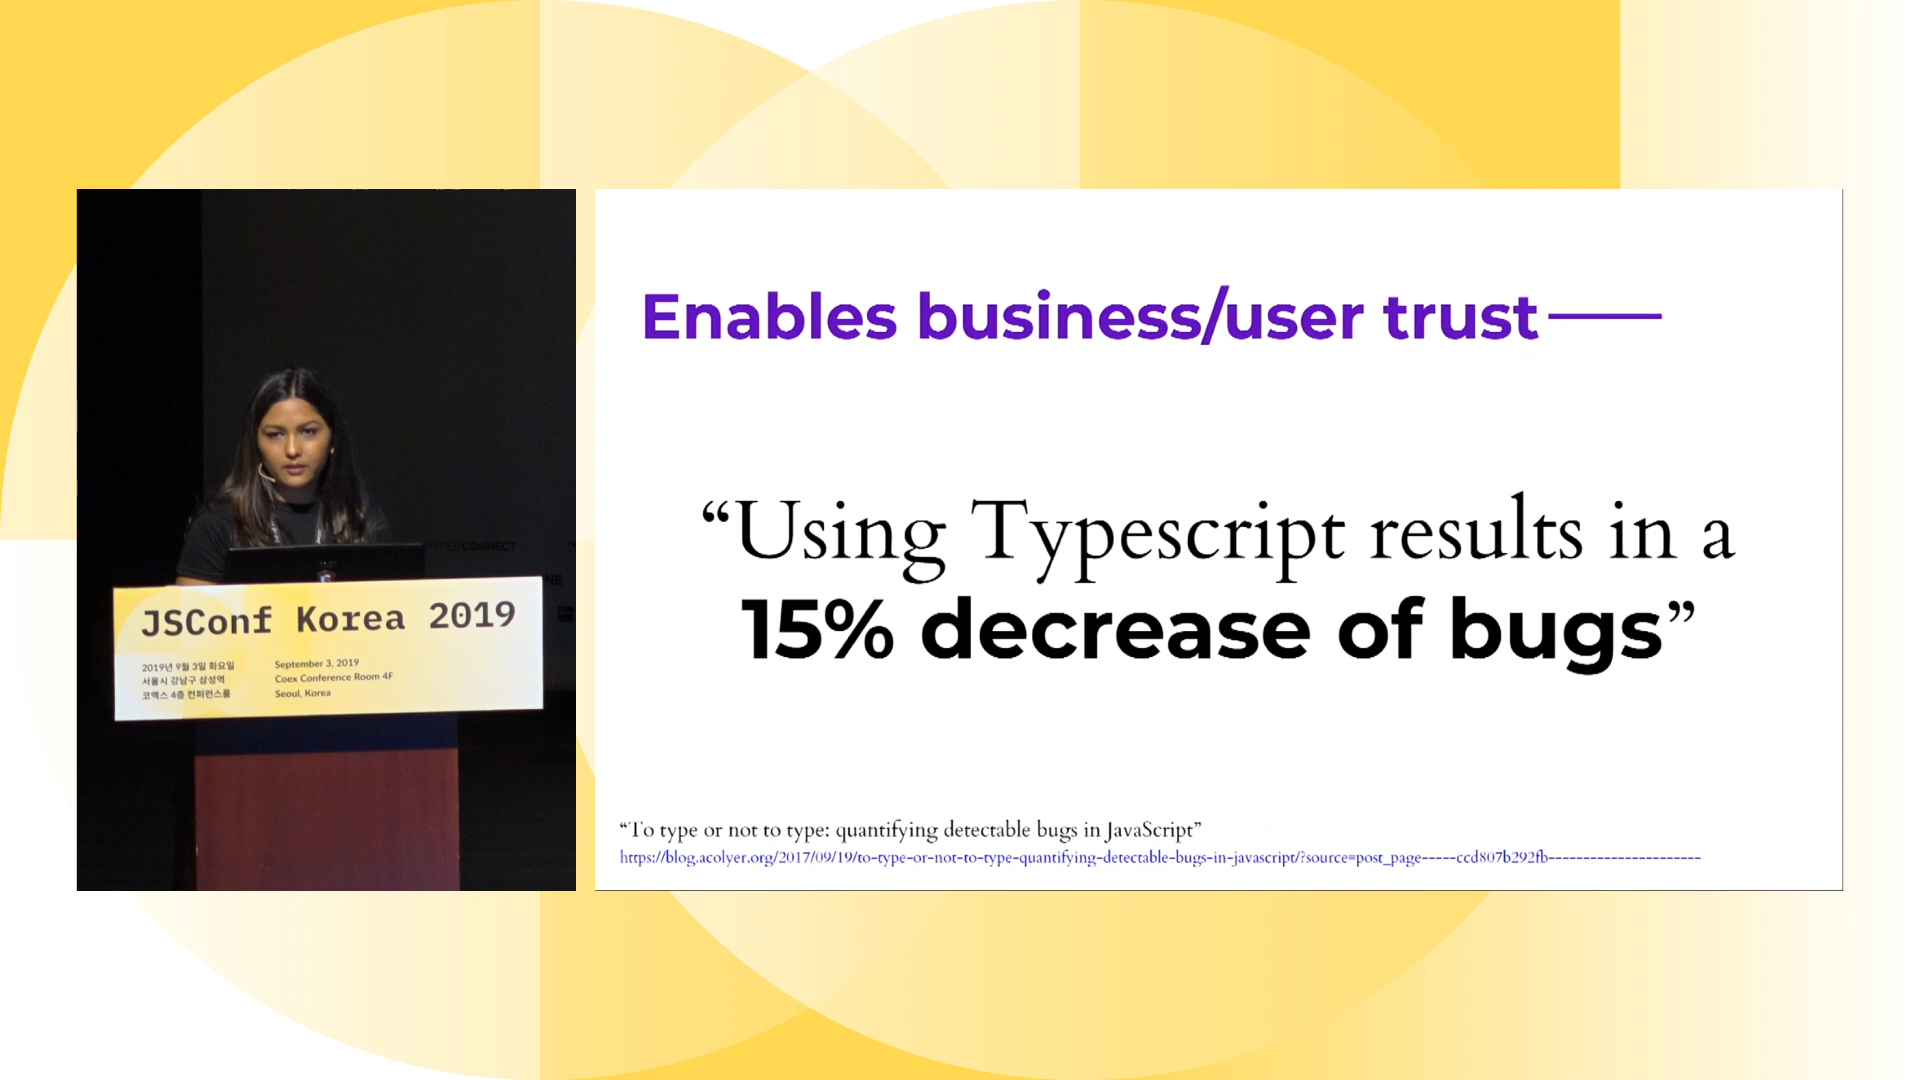 HYPERCONNECT
NE
JSConf Korea 2019
2019년 9월 3일 화요일
서울시 강남구 삼성역
코엑스 4층 컨퍼런스룸
September 3, 2019
Coex Conference Room 4F
Seoul, Korea
Enables business/user trust
“Using Typescript results in a
15% decrease of bugs”
“To type or not to type: quantifying detectable bugs in JavaScript”
https://blog.acolyer.org/2017/09/19/to-type-or-not-to-type-quantifying-detectable-bugs-in-javascript/?source=post_page-----ccd807b292fb----------------------